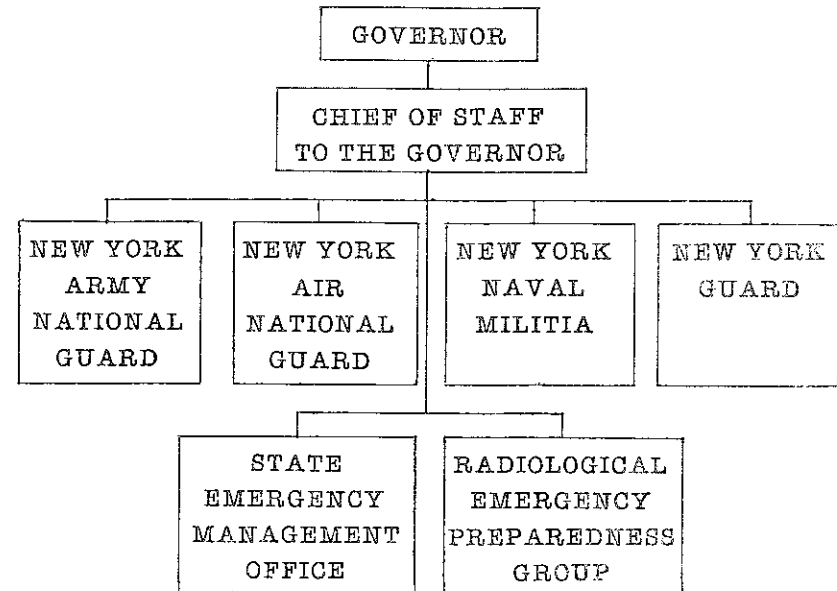 GOVERNOR
CHIEF OF STAFF
TO THE GOVERNOR
NEW YORK
ARMY
NATIONAL
GUARD
NEW YORK
AIR
NATIONAL
GUARD
NEW YORK
NAVAL
MILITIA
NEW YORK
GUARD
STATE
EMERGENCY
MANAGEMENT
OFFICE
RADIOLOGICAL
EMERGENCY
PREPAREDNESS
GROUP